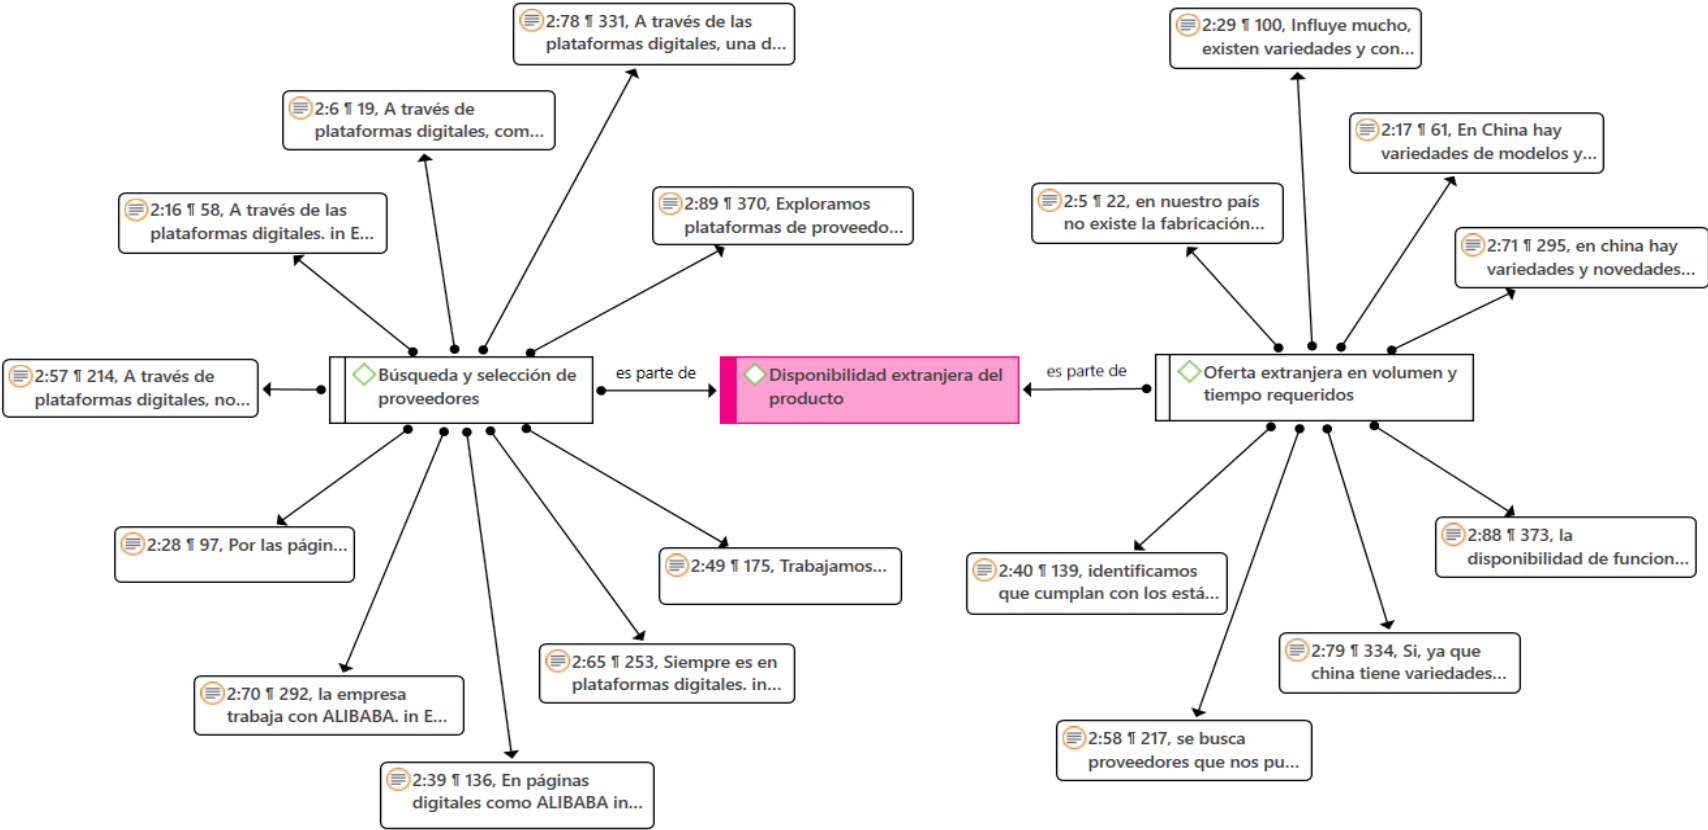 2:78 ¶ 331, A través de las
plataformas digitales, una d...
2:29 ¶ 100, Influye mucho,
existen variedades y con...
2:6 ¶ 19, A través de
plataformas digitales, com...
2:17 ¶ 61, En China hay
variedades de modelos y...
2:16 ¶ 58, A través de las
plataformas digitales. in E...
2:89 ¶ 370, Exploramos
plataformas de proveedo...
2:5 ¶ 22, en nuestro país
no existe la fabricación...
2:71 ¶ 295, en china hay
variedades y novedades...
2:57 ¶ 214, A través de
plataformas digitales, no...
Búsqueda y selección de
proveedores
es parte de
Disponibilidad extranjera del
producto
es parte de
Oferta extranjera en volumen y
tiempo requeridos
2:28 ¶ 97, Por las págin...
2:49 ¶ 175, Trabajamos...
2:40 ¶ 139, identificamos
que cumplan con los está...
2:88 ¶ 373, la
disponibilidad de funcion...
2:65 ¶ 253, Siempre es en
plataformas digitales. in...
2:79 ¶ 334, Si, ya que
china tiene variedades...
2:70 ¶ 292, la empresa
trabaja con ALIBABA. in E...
2:58 ¶ 217, se busca
proveedores que nos pu...
2:39 ¶ 136, En páginas
digitales como ALIBABA in...